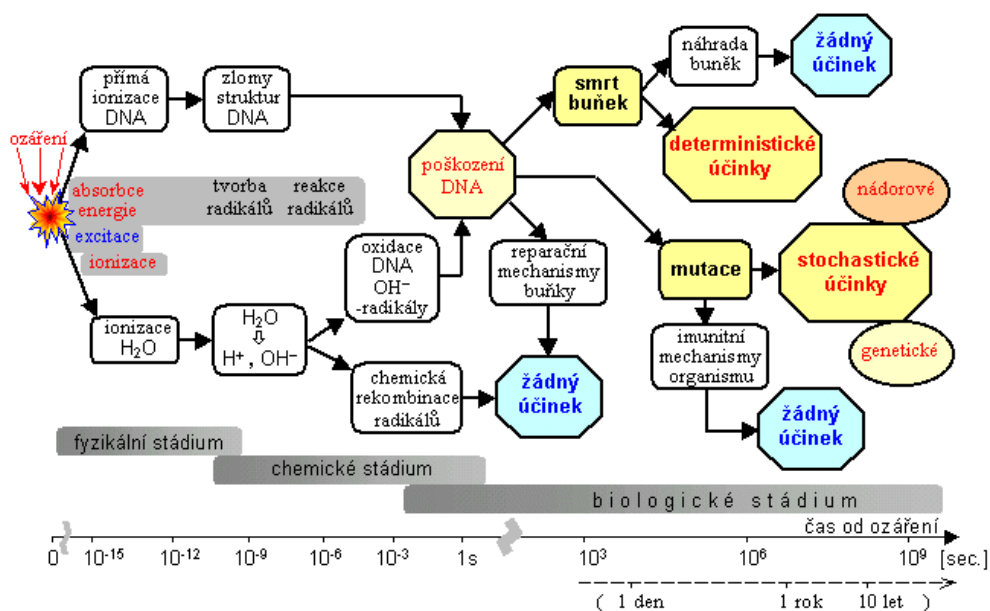 ozáření
přímá
ionizace
DNA
zlomy
struktur
DNA
absorbce
energie
excitace
ionizace
tvorba
radikálů
reakce
radikálů
ionizace
H₂O
H₂O
⇩
H⁺, OH⁻
oxidace
DNA
OH⁻
-radikály
chemická
rekombinace
radikálů
poškození
DNA
reparační
mechanismy
buňky
žádný
účinek
smrt
buňek
náhrada
buněk
žádný
účinek
deterministické
účinky
mutace
nádorové
stochastické
účinky
genetické
imunitní
mechanismy
organismu
žádný
účinek
fyzikální stádium
chemické stádium
biologické stádium
čas od ozáření
0 10⁻¹⁵ 10⁻¹² 10⁻⁹ 10⁻⁶ 10⁻³ 1s 10³ 10⁶ 10⁹ [sec.]
( 1 den 1 rok 10 let )